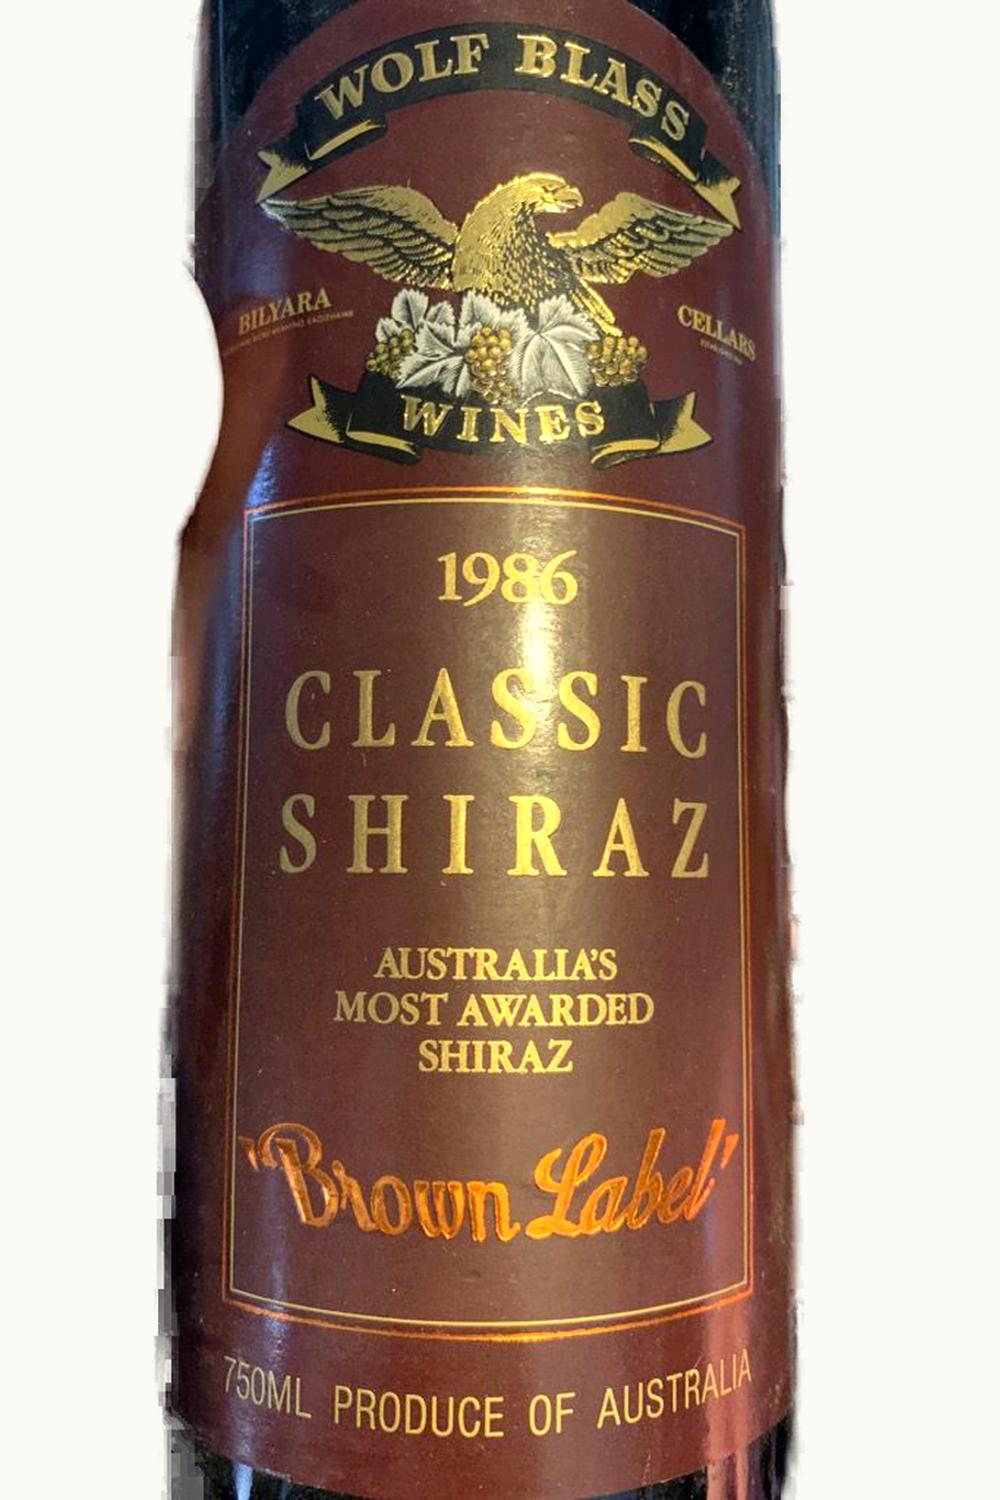 WOLF BLASS
BILYARA
CELLARS
WINES
1986
CLASSIC
SHIRAZ
AUSTRALIA'S
MOST AWARDED
SHIRAZ
"Brown Label"
750ML PRODUCE OF AUSTRALIA